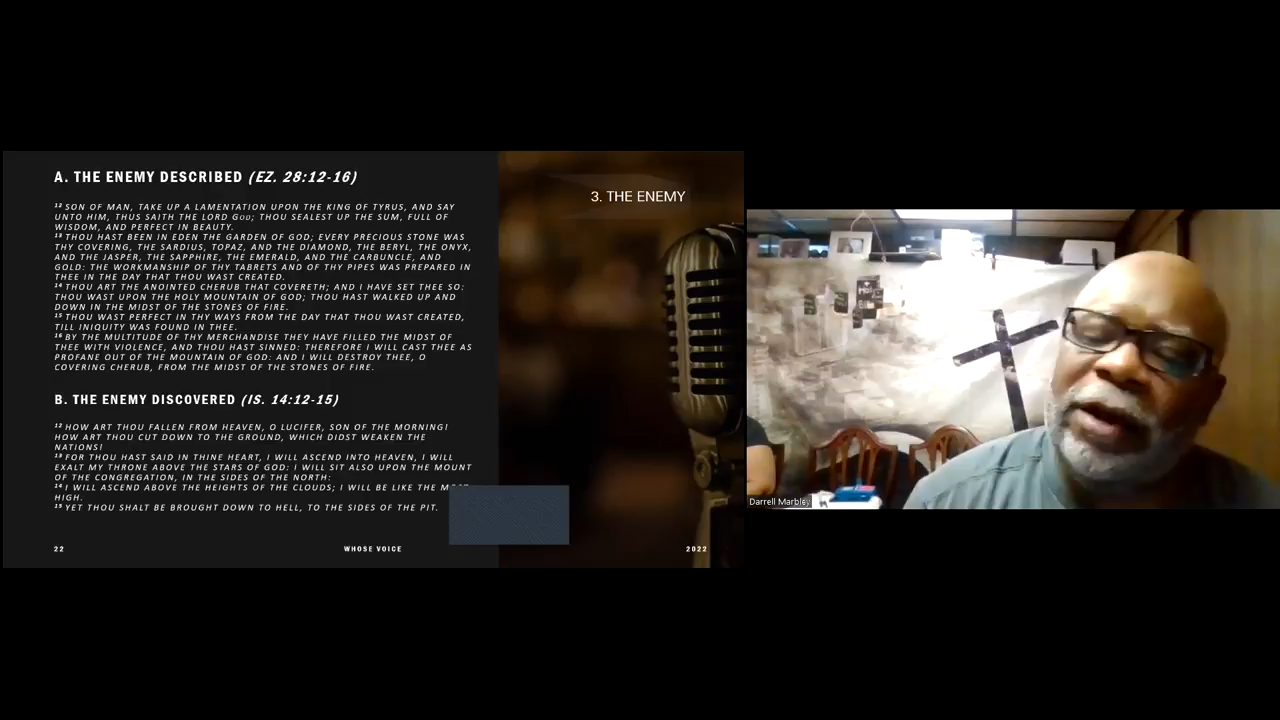 A. THE ENEMY DESCRIBED (EZ. 28:12-16)
12 SON OF MAN, TAKE UP A LAMENTATION UPON THE KING OF TYRUS, AND SAY
UNTO HIM, THUS SAITH THE LORD GOD; THOU SEALEST UP THE SUM, FULL OF
WISDOM, AND PERFECT IN BEAUTY.
13 THOU HAST BEEN IN EDEN THE GARDEN OF GOD; EVERY PRECIOUS STONE WAS
THY COVERING, THE SARDIUS, TOPAZ, AND THE DIAMOND, THE BERYL, THE ONYX,
AND THE JASPER, THE SAPPHIRE, THE EMERALD, AND THE CARBUNCLE, AND
GOLD: THE WORKMANSHIP OF THY TABRETS AND OF THY PIPES WAS PREPARED IN
THEE IN THE DAY THAT THOU WAST CREATED.
14 THOU ART THE ANOINTED CHERUB THAT COVERETH; AND I HAVE SET THEE SO:
THOU WAST UPON THE HOLY MOUNTAIN OF GOD; THOU HAST WALKED UP AND
DOWN IN THE MIDST OF THE STONES OF FIRE.
15 THOU WAST PERFECT IN THY WAYS FROM THE DAY THAT THOU WAST CREATED,
TILL INIQUITY WAS FOUND IN THEE.
16 BY THE MULTITUDE OF THY MERCHANDISE THEY HAVE FILLED THE MIDST OF
THEE WITH VIOLENCE, AND THOU HAST SINNED: THEREFORE I WILL CAST THEE AS
PROFANE OUT OF THE MOUNTAIN OF GOD: AND I WILL DESTROY THEE, O
COVERING CHERUB, FROM THE MIDST OF THE STONES OF FIRE.
B. THE ENEMY DISCOVERED (IS. 14:12-15)
12 HOW ART THOU FALLEN FROM HEAVEN, O LUCIFER, SON OF THE MORNING!
HOW ART THOU CUT DOWN TO THE GROUND, WHICH DIDST WEAKEN THE
NATIONS!
13 FOR THOU HAST SAID IN THINE HEART, I WILL ASCEND INTO HEAVEN, I WILL
EXALT MY THRONE ABOVE THE STARS OF GOD: I WILL SIT ALSO UPON THE MOUNT
OF THE CONGREGATION, IN THE SIDES OF THE NORTH:
14 I WILL ASCEND ABOVE THE HEIGHTS OF THE CLOUDS; I WILL BE LIKE THE MOST
HIGH.
15 YET THOU SHALT BE BROUGHT DOWN TO HELL, TO THE SIDES OF THE PIT.
22
WHOSE VOICE
2022
3. THE ENEMY
Darrell Marbley